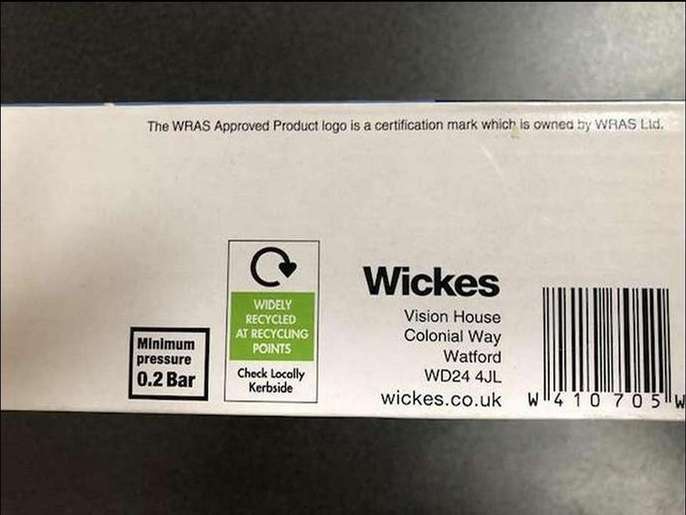 The WRAS Approved Product logo is a certification mark which is owned by WRAS Ltd.
WIDELY
RECYCLED
AT RECYCLING
POINTS
Check Locally
Kerbside
Minimum
pressure
0.2 Bar
Wickes
Vision House
Colonial Way
Watford
WD24 4JL
wickes.co.uk
W 410705 W